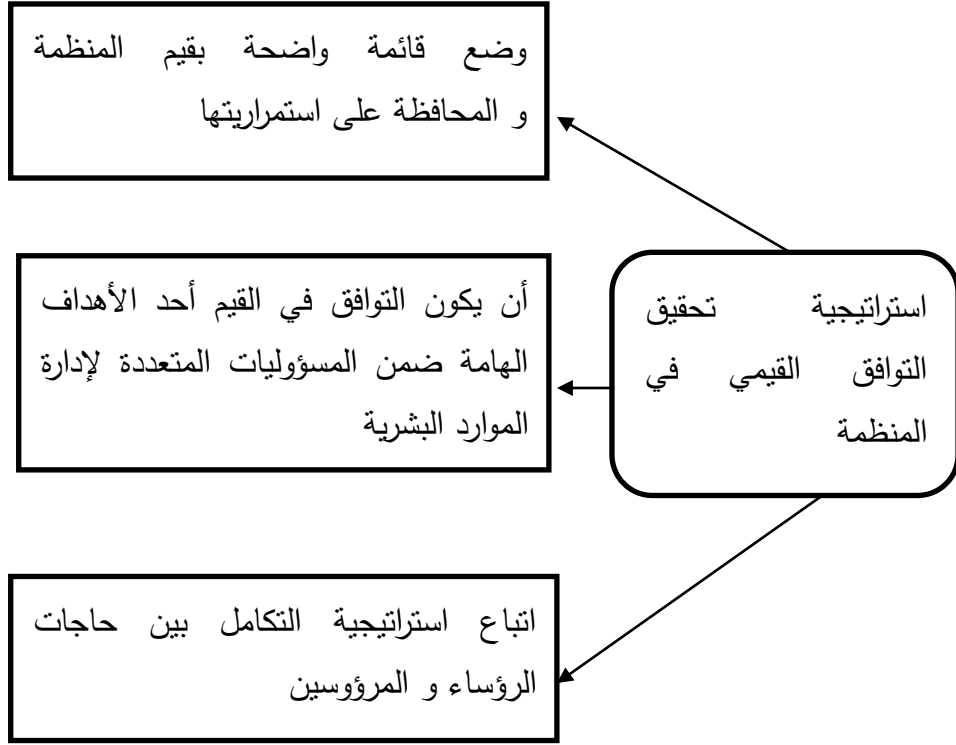 وضع قائمة واضحة بقيم المنظمة
و المحافظة على استمراريتها
استراتيجية تحقيق
التوافق القيمي في
المنظمة
أن يكون التوافق في القيم أحد الأهداف
الهامة ضمن المسؤوليات المتعددة لإدارة
الموارد البشرية
اتباع استراتيجية التكامل بين حاجات
الرؤساء و المرؤوسين